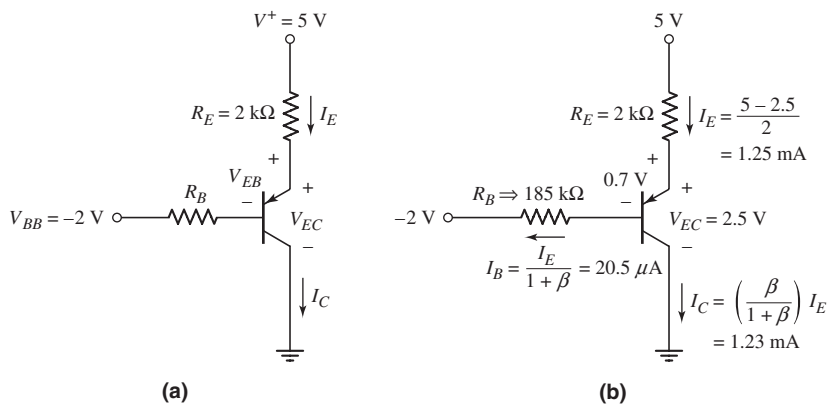 V⁺ = 5 V
R_E = 2 kΩ
I_E
+
V_EB
R_B
− +
V_BB = −2 V
V_EC
−
I_C
(a)
5 V
R_E = 2 kΩ
I_E = (5 − 2.5)/2
= 1.25 mA
+
0.7 V
R_B ⇒ 185 kΩ
− +
−2 V
V_EC = 2.5 V
−
I_B = I_E/(1 + β) = 20.5 μA
I_C = (β/(1 + β)) I_E
= 1.23 mA
(b)